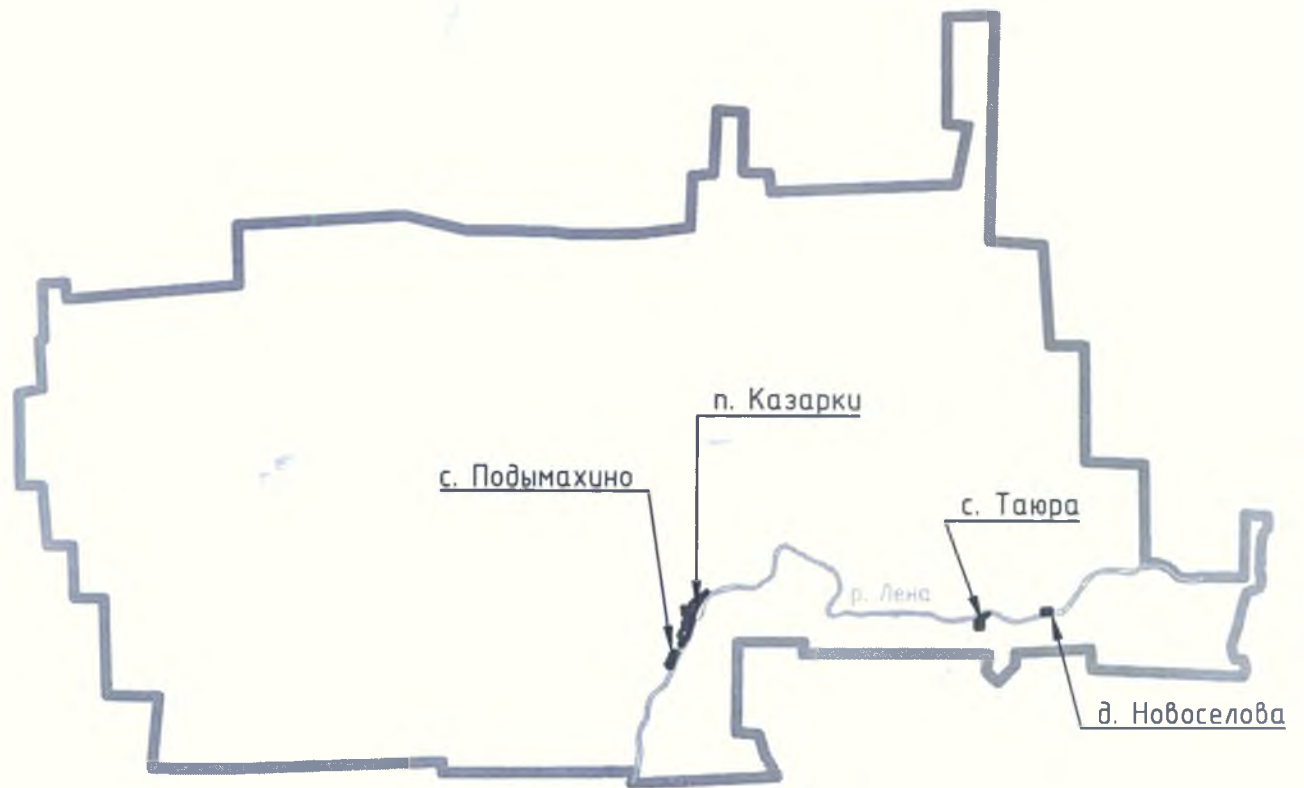 п. Казарки
с. Подымахино
с. Таюра
р. Лена
д. Новоселова